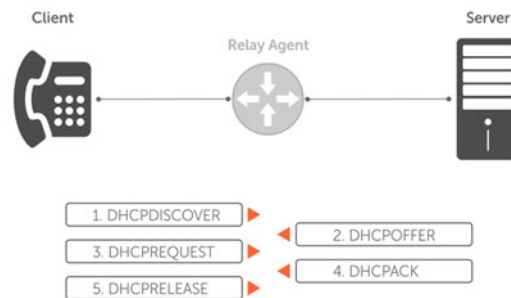 Client
Server
Relay Agent
1. DHCPDISCOVER
2. DHCPOFFER
3. DHCPREQUEST
4. DHCPACK
5. DHCPRELEASE